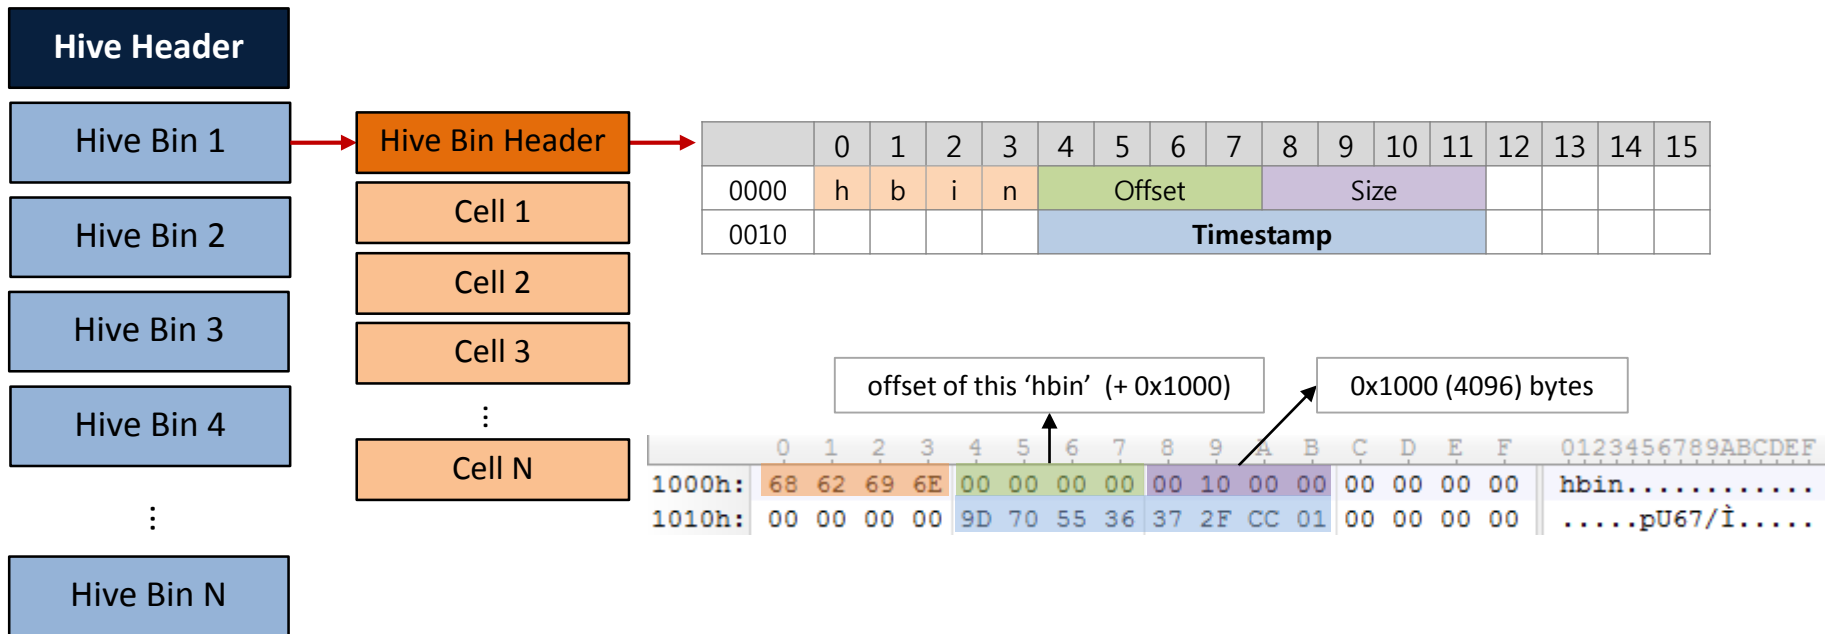 Hive Header
Hive Bin 1
Hive Bin 2
Hive Bin 3
Hive Bin 4
⋮
Hive Bin N
Hive Bin Header
Cell 1
Cell 2
Cell 3
⋮
Cell N
0 1 2 3 4 5 6 7 8 9 10 11 12 13 14 15
0000 h b i n Offset Size
0010 Timestamp
offset of this ‘hbin’ (+ 0x1000)
0x1000 (4096) bytes
0 1 2 3 4 5 6 7 8 9 A B C D E F 0123456789ABCDEF
1000h: 68 62 69 6E 00 00 00 00 00 10 00 00 00 00 00 00 hbin............
1010h: 00 00 00 00 9D 70 55 36 37 2F CC 01 00 00 00 00 .....pU67/Ì.....